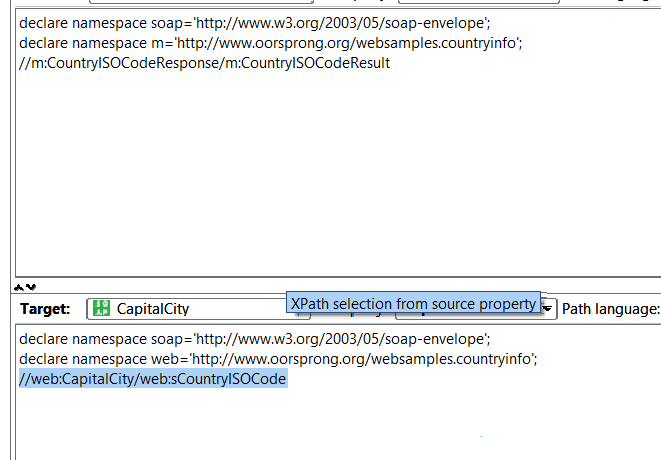 declare namespace soap='http://www.w3.org/2003/05/soap-envelope';
declare namespace m='http://www.oorsprong.org/websamples.countryinfo';
//m:CountryISOCodeResponse/m:CountryISOCodeResult
Target: CapitalCity XPath selection from source property Path language:
declare namespace soap='http://www.w3.org/2003/05/soap-envelope';
declare namespace web='http://www.oorsprong.org/websamples.countryinfo';
//web:CapitalCity/web:sCountryISOCode